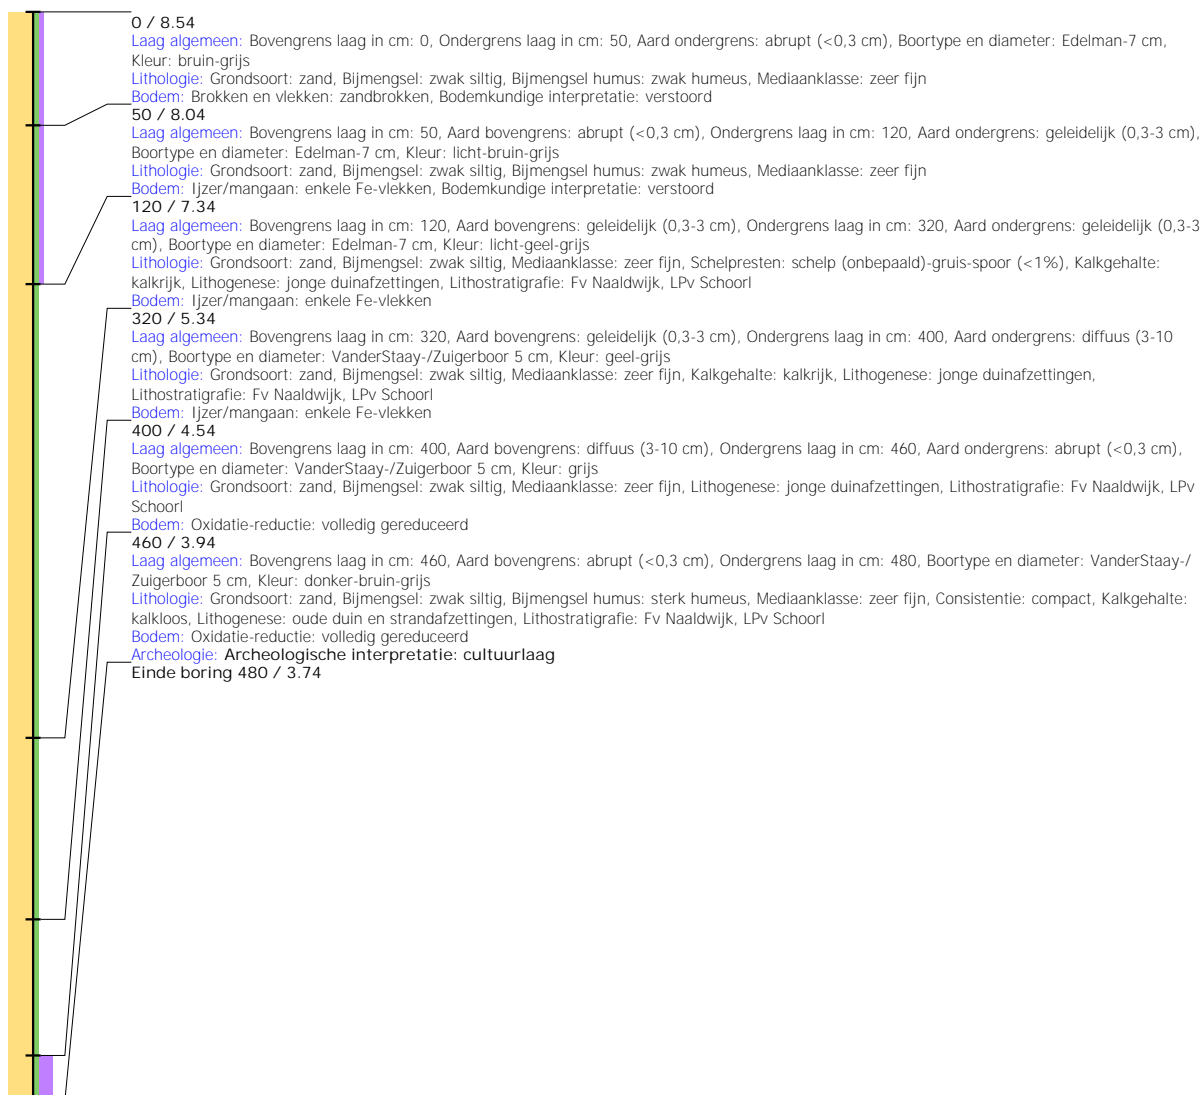 0 / 8.54
Laag algemeen: Bovengrens laag in cm: 0, Ondergrens laag in cm: 50, Aard ondergrens: abrupt (<0,3 cm), Boortype en diameter: Edelman-7 cm,
Kleur: bruin-grijs
Lithologie: Grondsoort: zand, Bijmengsel: zwak siltig, Bijmengsel humus: zwak humeus, Mediaanklasse: zeer fijn
Bodem: Brokken en vlekken: zandbrokken, Bodemkundige interpretatie: verstoord
50 / 8.04
Laag algemeen: Bovengrens laag in cm: 50, Aard bovengrens: abrupt (<0,3 cm), Ondergrens laag in cm: 120, Aard ondergrens: geleidelijk (0,3-3 cm),
Boortype en diameter: Edelman-7 cm, Kleur: licht-bruin-grijs
Lithologie: Grondsoort: zand, Bijmengsel: zwak siltig, Bijmengsel humus: zwak humeus, Mediaanklasse: zeer fijn
Bodem: Ijzer/mangaan: enkele Fe-vlekken, Bodemkundige interpretatie: verstoord
120 / 7.34
Laag algemeen: Bovengrens laag in cm: 120, Aard bovengrens: geleidelijk (0,3-3 cm), Ondergrens laag in cm: 320, Aard ondergrens: geleidelijk (0,3-3
cm), Boortype en diameter: Edelman-7 cm, Kleur: licht-geel-grijs
Lithologie: Grondsoort: zand, Bijmengsel: zwak siltig, Mediaanklasse: zeer fijn, Schelpresten: schelp (onbepaald)-gruis-spoor (<1%), Kalkgehalte:
kalkrijk, Lithogenese: jonge duinafzettingen, Lithostratigrafie: Fv Naaldwijk, LPv Schoorl
Bodem: Ijzer/mangaan: enkele Fe-vlekken
320 / 5.34
Laag algemeen: Bovengrens laag in cm: 320, Aard bovengrens: geleidelijk (0,3-3 cm), Ondergrens laag in cm: 400, Aard ondergrens: diffuus (3-10
cm), Boortype en diameter: VanderStaay-/Zuigerboor 5 cm, Kleur: geel-grijs
Lithologie: Grondsoort: zand, Bijmengsel: zwak siltig, Mediaanklasse: zeer fijn, Kalkgehalte: kalkrijk, Lithogenese: jonge duinafzettingen,
Lithostratigrafie: Fv Naaldwijk, LPv Schoorl
Bodem: Ijzer/mangaan: enkele Fe-vlekken
400 / 4.54
Laag algemeen: Bovengrens laag in cm: 400, Aard bovengrens: diffuus (3-10 cm), Ondergrens laag in cm: 460, Aard ondergrens: abrupt (<0,3 cm),
Boortype en diameter: VanderStaay-/Zuigerboor 5 cm, Kleur: grijs
Lithologie: Grondsoort: zand, Bijmengsel: zwak siltig, Mediaanklasse: zeer fijn, Lithogenese: jonge duinafzettingen, Lithostratigrafie: Fv Naaldwijk, LPv
Schoorl
Bodem: Oxidatie-reductie: volledig gereduceerd
460 / 3.94
Laag algemeen: Bovengrens laag in cm: 460, Aard bovengrens: abrupt (<0,3 cm), Ondergrens laag in cm: 480, Boortype en diameter: VanderStaay-/
Zuigerboor 5 cm, Kleur: donker-bruin-grijs
Lithologie: Grondsoort: zand, Bijmengsel: zwak siltig, Bijmengsel humus: sterk humeus, Mediaanklasse: zeer fijn, Consistentie: compact, Kalkgehalte:
kalkloos, Lithogenese: oude duin en strandafzettingen, Lithostratigrafie: Fv Naaldwijk, LPv Schoorl
Bodem: Oxidatie-reductie: volledig gereduceerd
Archeologie: Archeologische interpretatie: cultuurlaag
Einde boring 480 / 3.74